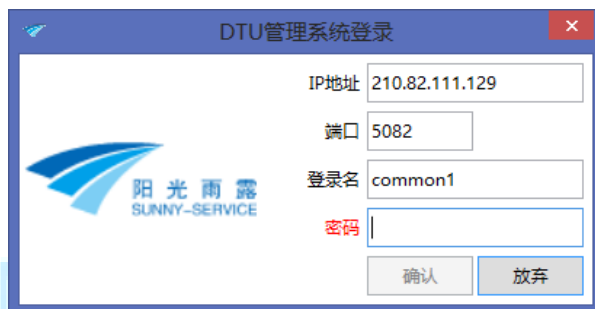 DTU管理系统登录
IP地址 210.82.111.129
端口 5082
登录名 common1
阳光雨露
SUNNY-SERVICE
密码
确认 放弃